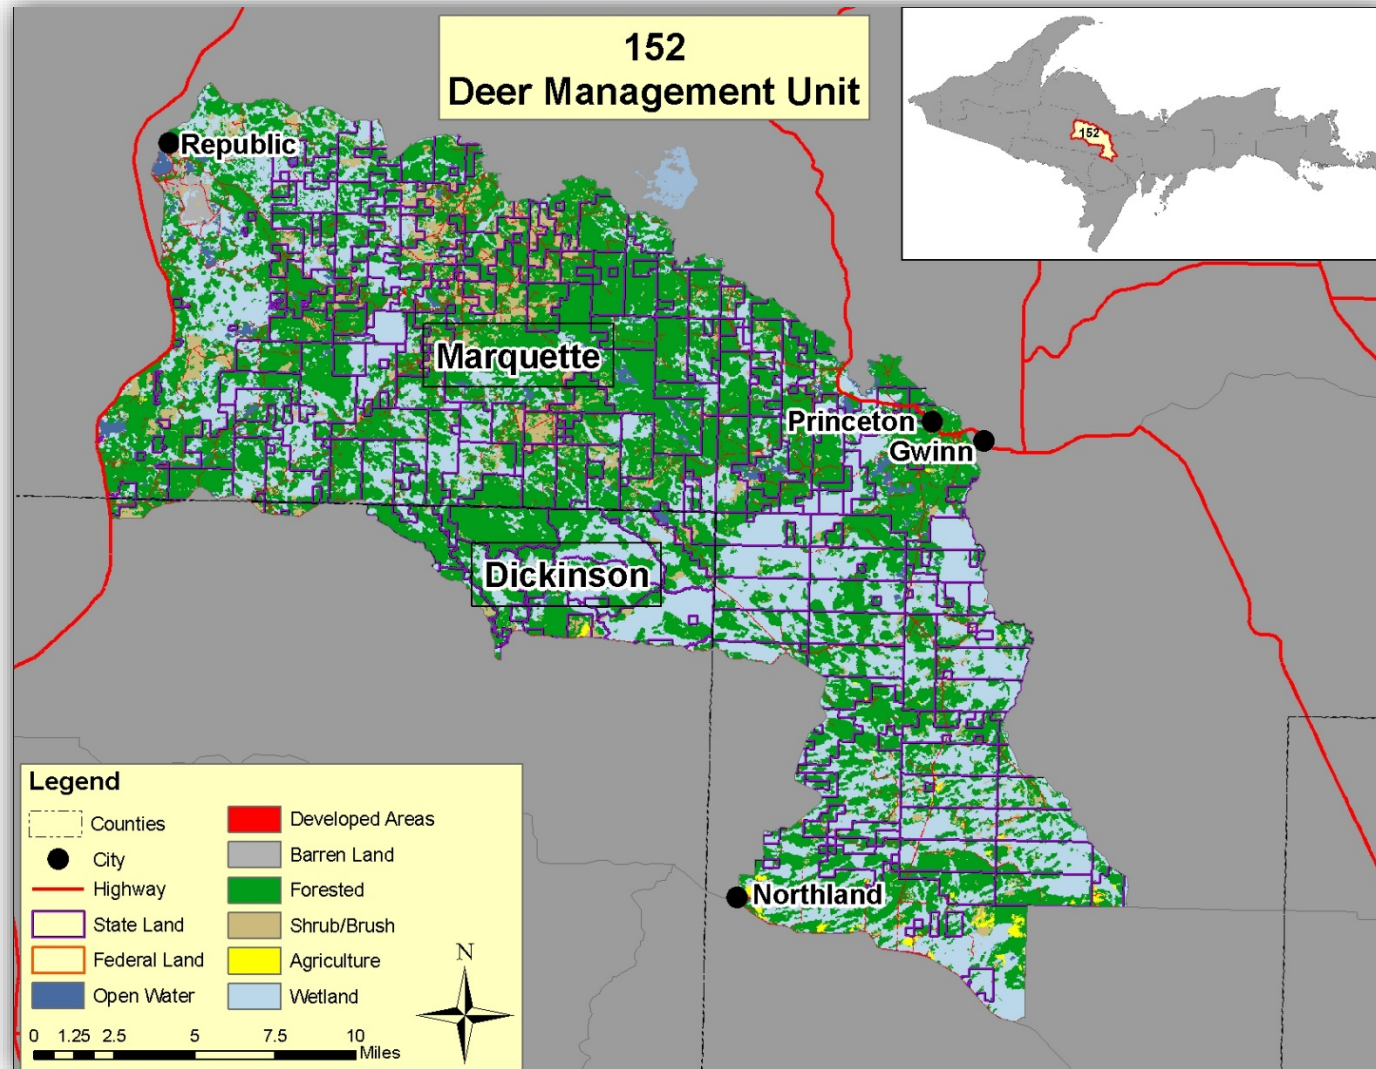 152
Deer Management Unit
152
Republic
Marquette
Princeton
Gwinn
Dickinson
Northland
Legend
Counties
City
Highway
State Land
Federal Land
Open Water
Developed Areas
Barren Land
Forested
Shrub/Brush
Agriculture
Wetland
N
0 1.25 2.5 5 7.5 10
Miles